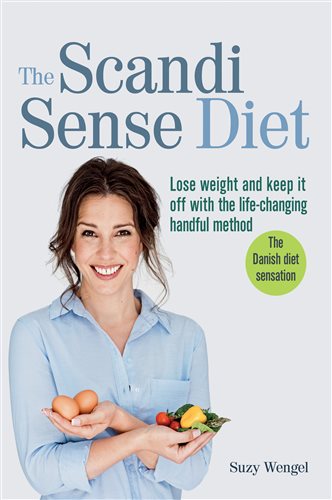 The Scandi
Sense Diet
Lose weight and keep it
off with the life-changing
handful method
The
Danish diet
sensation
Suzy Wengel